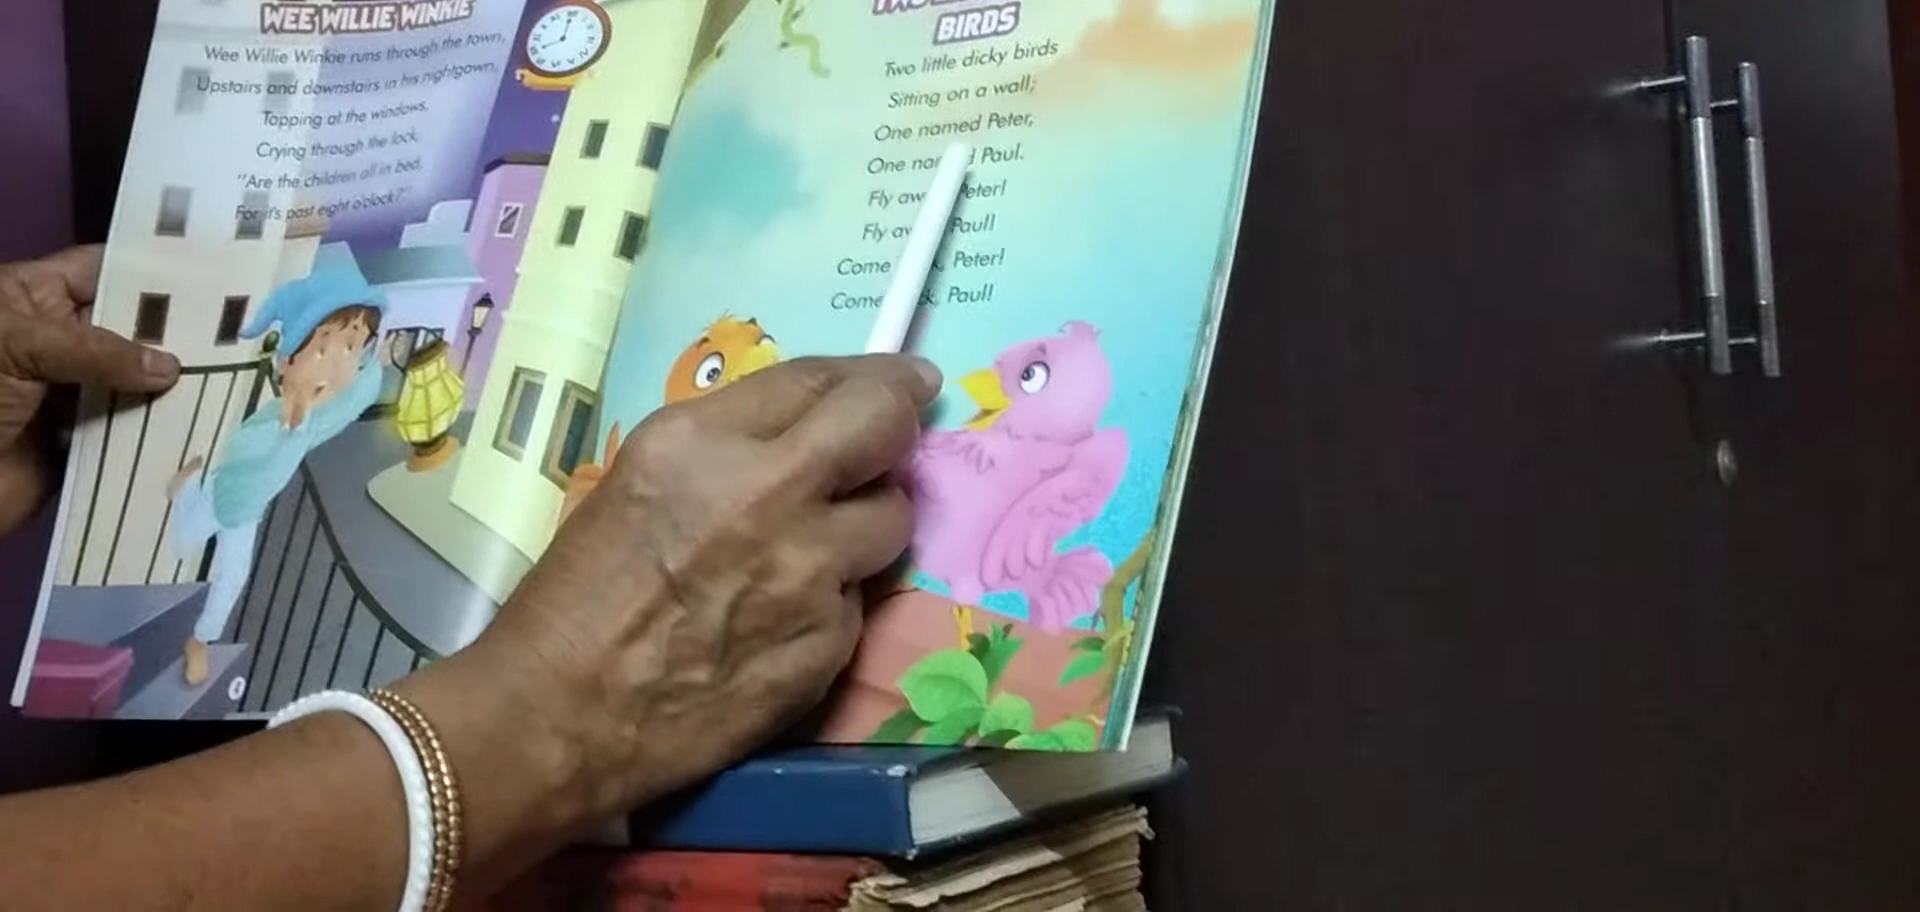 WEE WILLIE WINKIE
Wee Willie Winkie runs through the town,
Upstairs and downstairs in his nightgown,
Tapping at the windows,
Crying through the lock,
"Are the children all in bed,
For it's past eight o'clock?"
BIRDS
Two little dicky birds
Sitting on a wall;
One named Peter,
One named Paul.
Fly Peter!
Fly Paul!
Come Peter!
Come Paul!